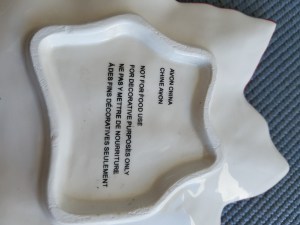 AVON CHINA
CHINE AVON
NOT FOR FOOD USE
FOR DECORATIVE PURPOSES ONLY
NE PAS Y METTRE DE NOURRITURE.
À DES FINS DÉCORATIVES SEULEMENT